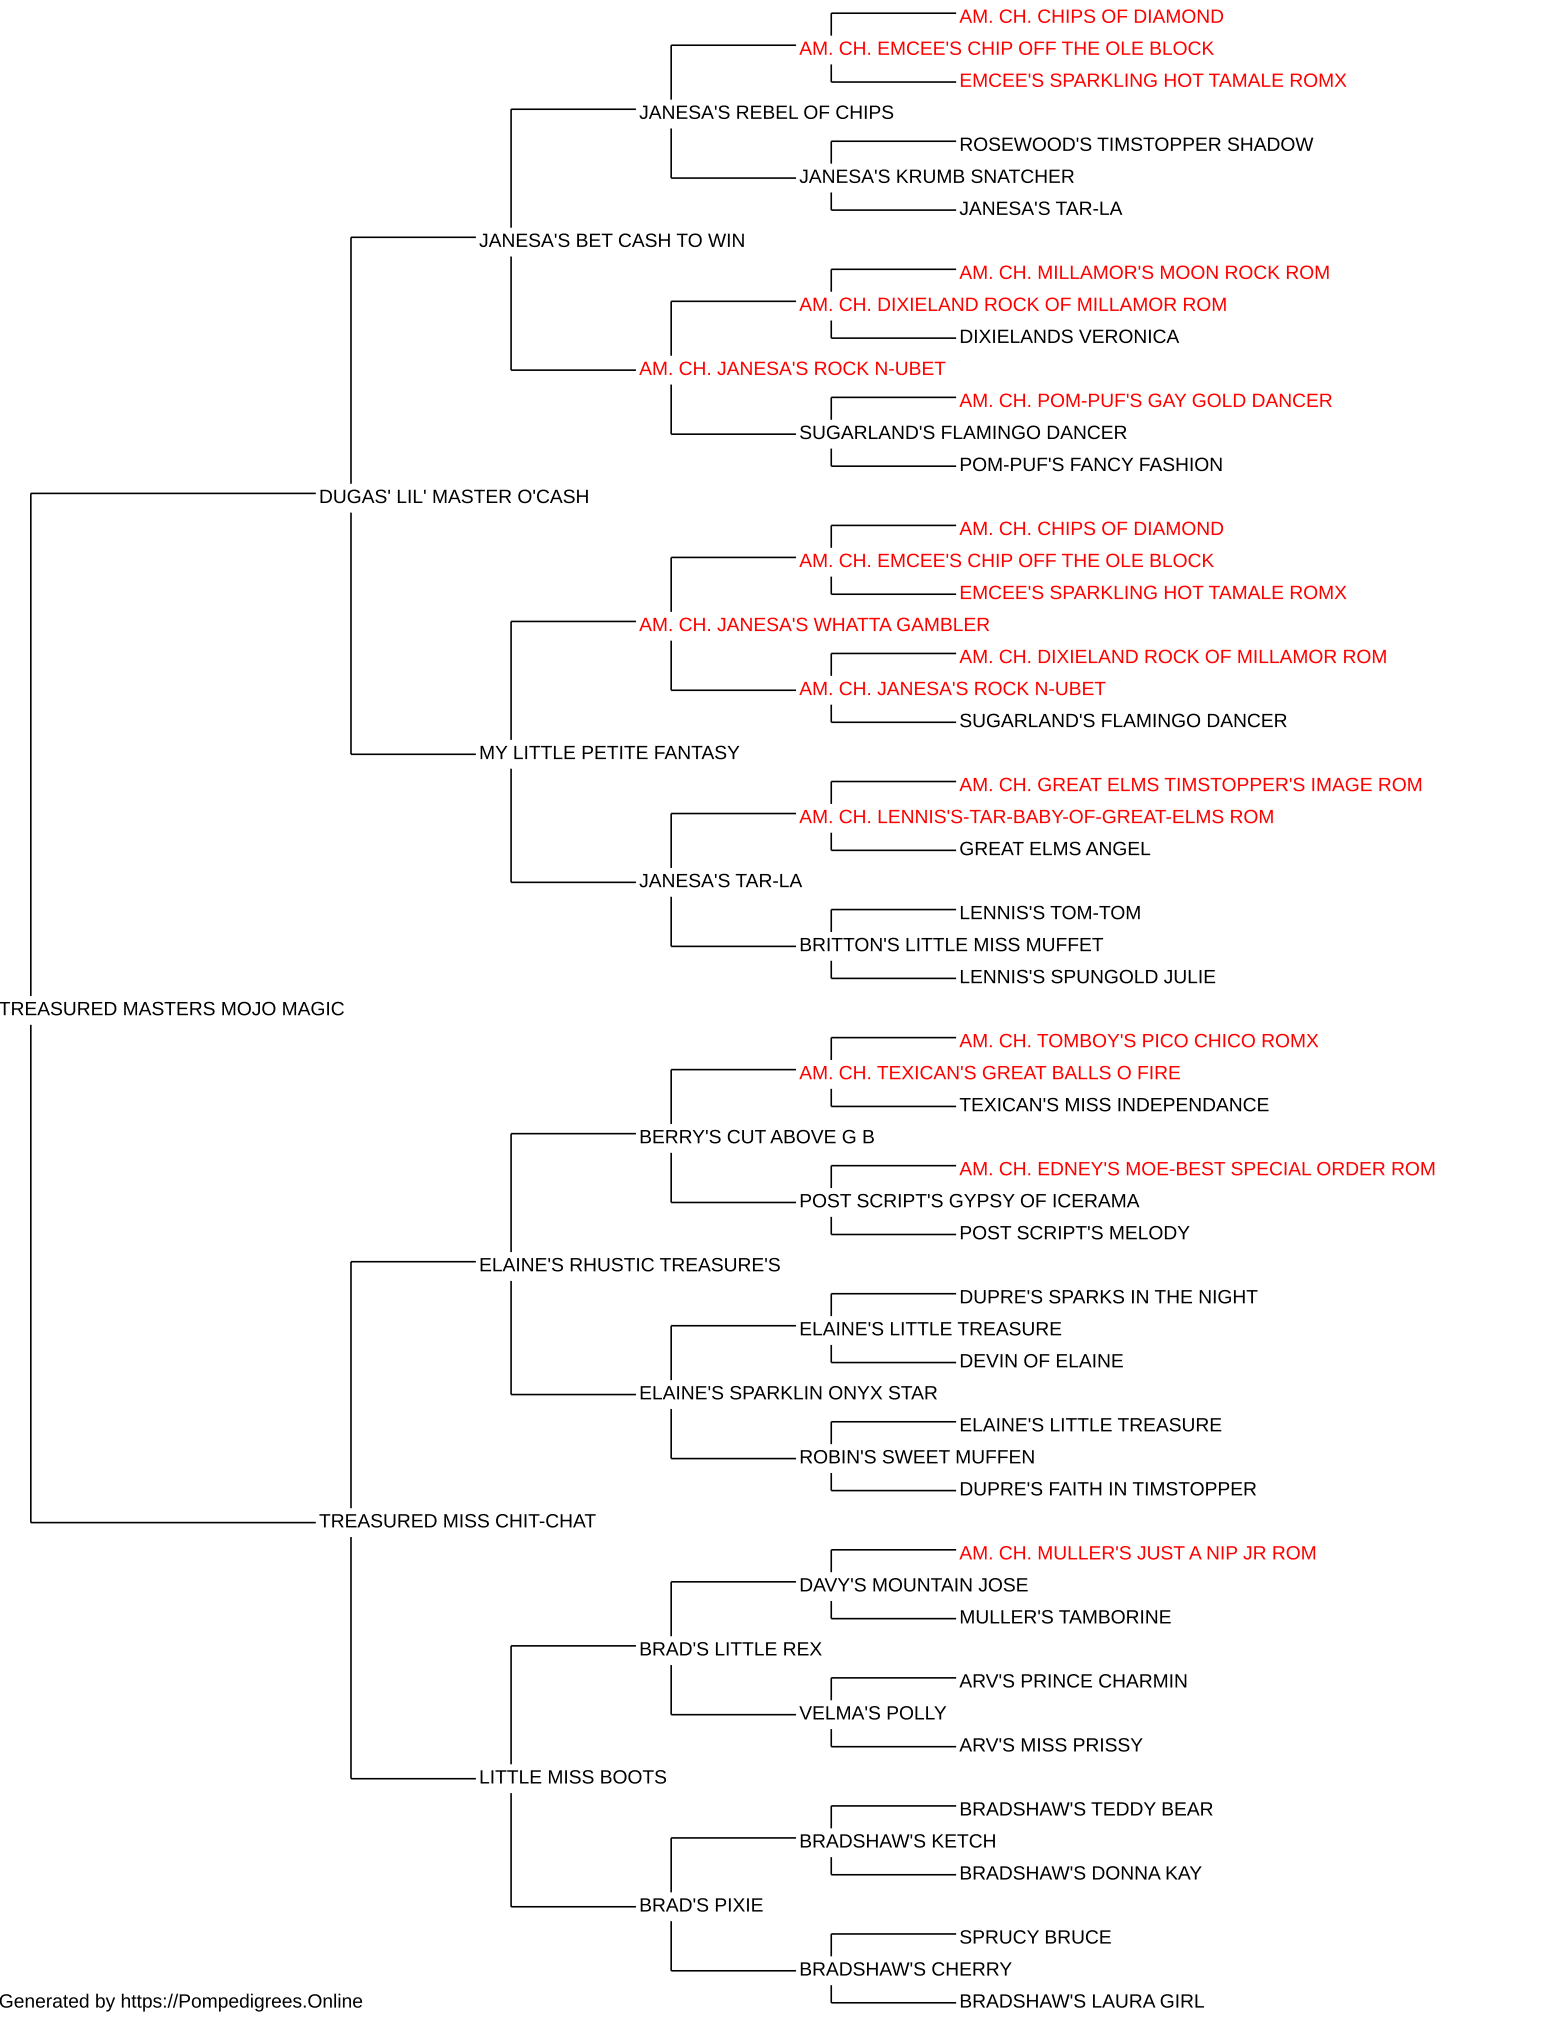 AM. CH. CHIPS OF DIAMOND
AM. CH. EMCEE'S CHIP OFF THE OLE BLOCK
EMCEE'S SPARKLING HOT TAMALE ROMX
JANESA'S REBEL OF CHIPS
ROSEWOOD'S TIMSTOPPER SHADOW
JANESA'S KRUMB SNATCHER
JANESA'S TAR-LA
JANESA'S BET CASH TO WIN
AM. CH. MILLAMOR'S MOON ROCK ROM
AM. CH. DIXIELAND ROCK OF MILLAMOR ROM
DIXIELANDS VERONICA
AM. CH. JANESA'S ROCK N-UBET
AM. CH. POM-PUF'S GAY GOLD DANCER
SUGARLAND'S FLAMINGO DANCER
POM-PUF'S FANCY FASHION
DUGAS' LIL' MASTER O'CASH
AM. CH. CHIPS OF DIAMOND
AM. CH. EMCEE'S CHIP OFF THE OLE BLOCK
EMCEE'S SPARKLING HOT TAMALE ROMX
AM. CH. JANESA'S WHATTA GAMBLER
AM. CH. DIXIELAND ROCK OF MILLAMOR ROM
AM. CH. JANESA'S ROCK N-UBET
SUGARLAND'S FLAMINGO DANCER
MY LITTLE PETITE FANTASY
AM. CH. GREAT ELMS TIMSTOPPER'S IMAGE ROM
AM. CH. LENNIS'S-TAR-BABY-OF-GREAT-ELMS ROM
GREAT ELMS ANGEL
JANESA'S TAR-LA
LENNIS'S TOM-TOM
BRITTON'S LITTLE MISS MUFFET
LENNIS'S SPUNGOLD JULIE
TREASURED MASTERS MOJO MAGIC
AM. CH. TOMBOY'S PICO CHICO ROMX
AM. CH. TEXICAN'S GREAT BALLS O FIRE
TEXICAN'S MISS INDEPENDANCE
BERRY'S CUT ABOVE G B
AM. CH. EDNEY'S MOE-BEST SPECIAL ORDER ROM
POST SCRIPT'S GYPSY OF ICERAMA
POST SCRIPT'S MELODY
ELAINE'S RHUSTIC TREASURE'S
DUPRE'S SPARKS IN THE NIGHT
ELAINE'S LITTLE TREASURE
DEVIN OF ELAINE
ELAINE'S SPARKLIN ONYX STAR
ELAINE'S LITTLE TREASURE
ROBIN'S SWEET MUFFEN
DUPRE'S FAITH IN TIMSTOPPER
TREASURED MISS CHIT-CHAT
AM. CH. MULLER'S JUST A NIP JR ROM
DAVY'S MOUNTAIN JOSE
MULLER'S TAMBORINE
BRAD'S LITTLE REX
ARV'S PRINCE CHARMIN
VELMA'S POLLY
ARV'S MISS PRISSY
LITTLE MISS BOOTS
BRADSHAW'S TEDDY BEAR
BRADSHAW'S KETCH
BRADSHAW'S DONNA KAY
BRAD'S PIXIE
SPRUCY BRUCE
BRADSHAW'S CHERRY
BRADSHAW'S LAURA GIRL
Generated by https://Pompedigrees.Online